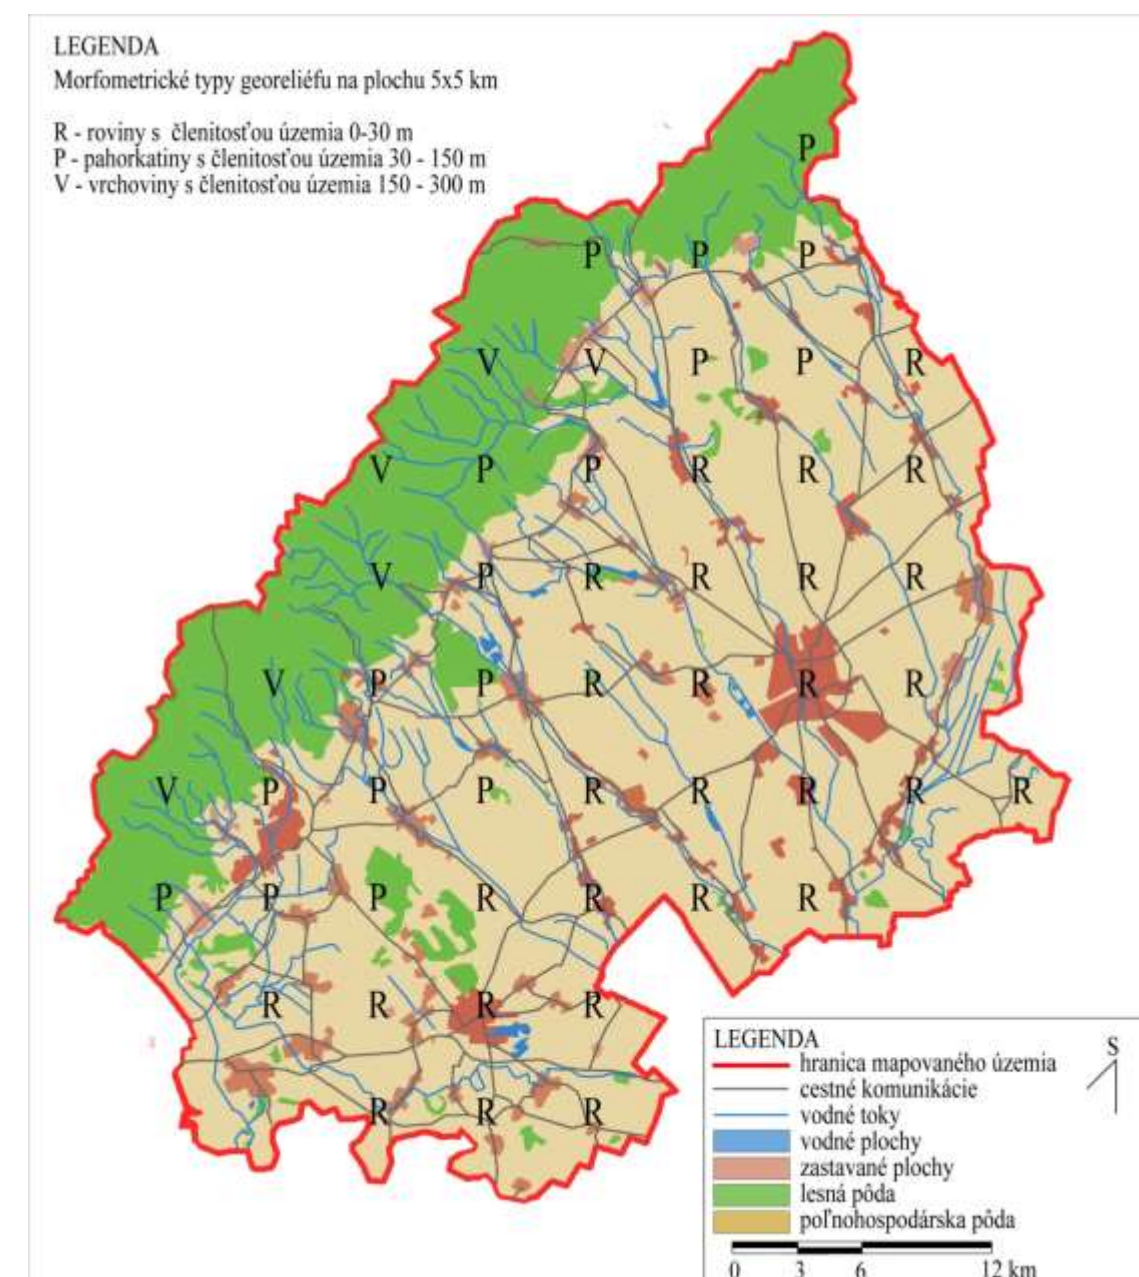 LEGENDA
Morfometrické typy georeliéfu na plochu 5x5 km
R - roviny s členitosťou územia 0-30 m
P - pahorkatiny s členitosťou územia 30 - 150 m
V - vrchoviny s členitosťou územia 150 - 300 m
P
P P P
V V P P R
V P P R R R
V P R R R R
V P P R R R R
V P P P R R R R R
P P P R R R R
R R R R
R R R
LEGENDA
hranica mapovaného územia
cestné komunikácie
vodné toky
vodné plochy
zastavané plochy
lesná pôda
poľnohospodárska pôda
S
0 3 6 12 km